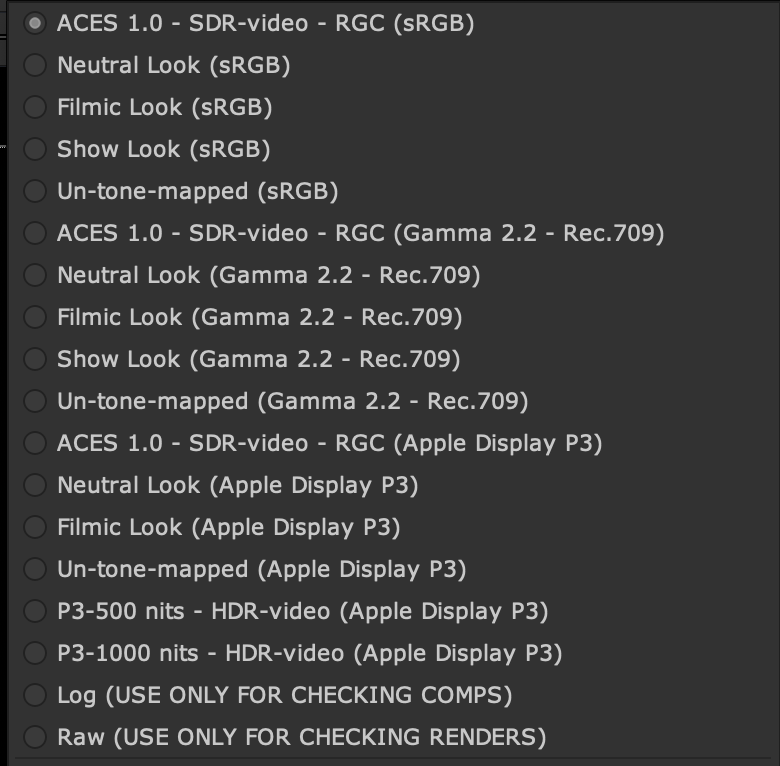 ACES 1.0 - SDR-video - RGC (sRGB)
Neutral Look (sRGB)
Filmic Look (sRGB)
Show Look (sRGB)
Un-tone-mapped (sRGB)
ACES 1.0 - SDR-video - RGC (Gamma 2.2 - Rec.709)
Neutral Look (Gamma 2.2 - Rec.709)
Filmic Look (Gamma 2.2 - Rec.709)
Show Look (Gamma 2.2 - Rec.709)
Un-tone-mapped (Gamma 2.2 - Rec.709)
ACES 1.0 - SDR-video - RGC (Apple Display P3)
Neutral Look (Apple Display P3)
Filmic Look (Apple Display P3)
Un-tone-mapped (Apple Display P3)
P3-500 nits - HDR-video (Apple Display P3)
P3-1000 nits - HDR-video (Apple Display P3)
Log (USE ONLY FOR CHECKING COMPS)
Raw (USE ONLY FOR CHECKING RENDERS)